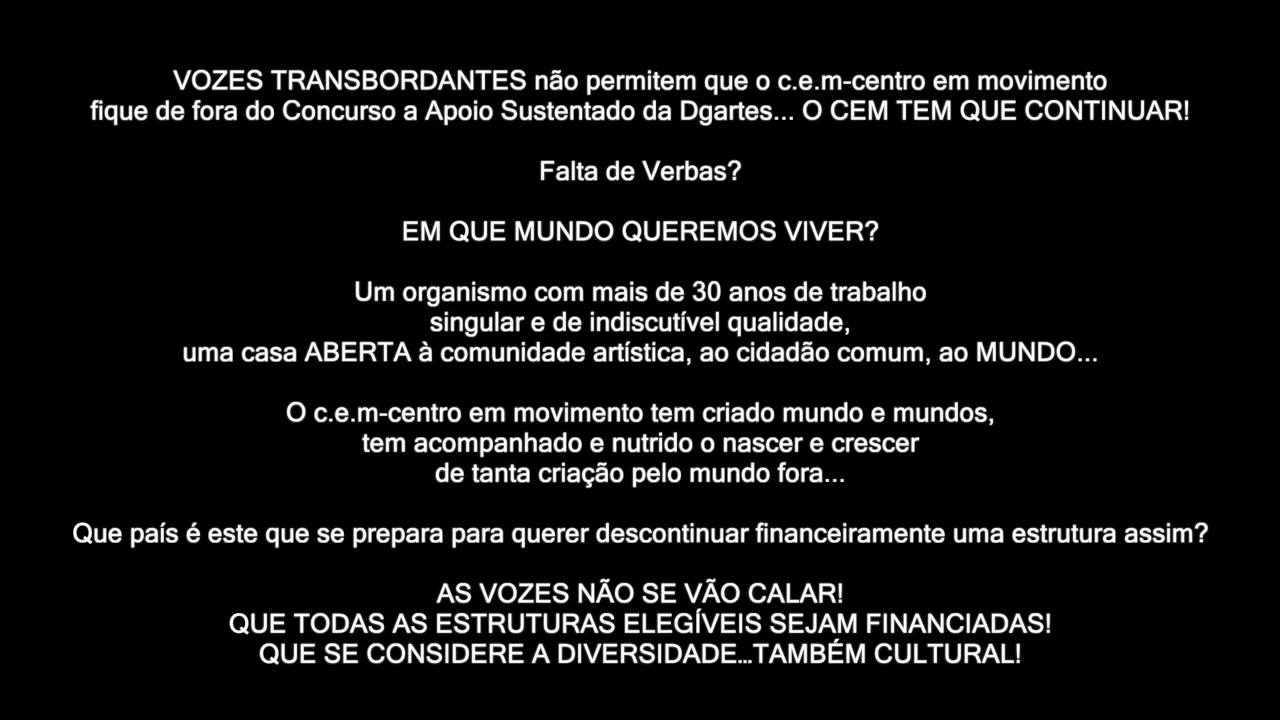 VOZES TRANSBORDANTES não permitem que o c.e.m-centro em movimento
fique de fora do Concurso a Apoio Sustentado da Dgartes... O CEM TEM QUE CONTINUAR!
Falta de Verbas?
EM QUE MUNDO QUEREMOS VIVER?
Um organismo com mais de 30 anos de trabalho
singular e de indiscutível qualidade,
uma casa ABERTA à comunidade artística, ao cidadão comum, ao MUNDO...
O c.e.m-centro em movimento tem criado mundo e mundos,
tem acompanhado e nutrido o nascer e crescer
de tanta criação pelo mundo fora...
Que país é este que se prepara para querer descontinuar financeiramente uma estrutura assim?
AS VOZES NÃO SE VÃO CALAR!
QUE TODAS AS ESTRUTURAS ELEGÍVEIS SEJAM FINANCIADAS!
QUE SE CONSIDERE A DIVERSIDADE...TAMBÉM CULTURAL!